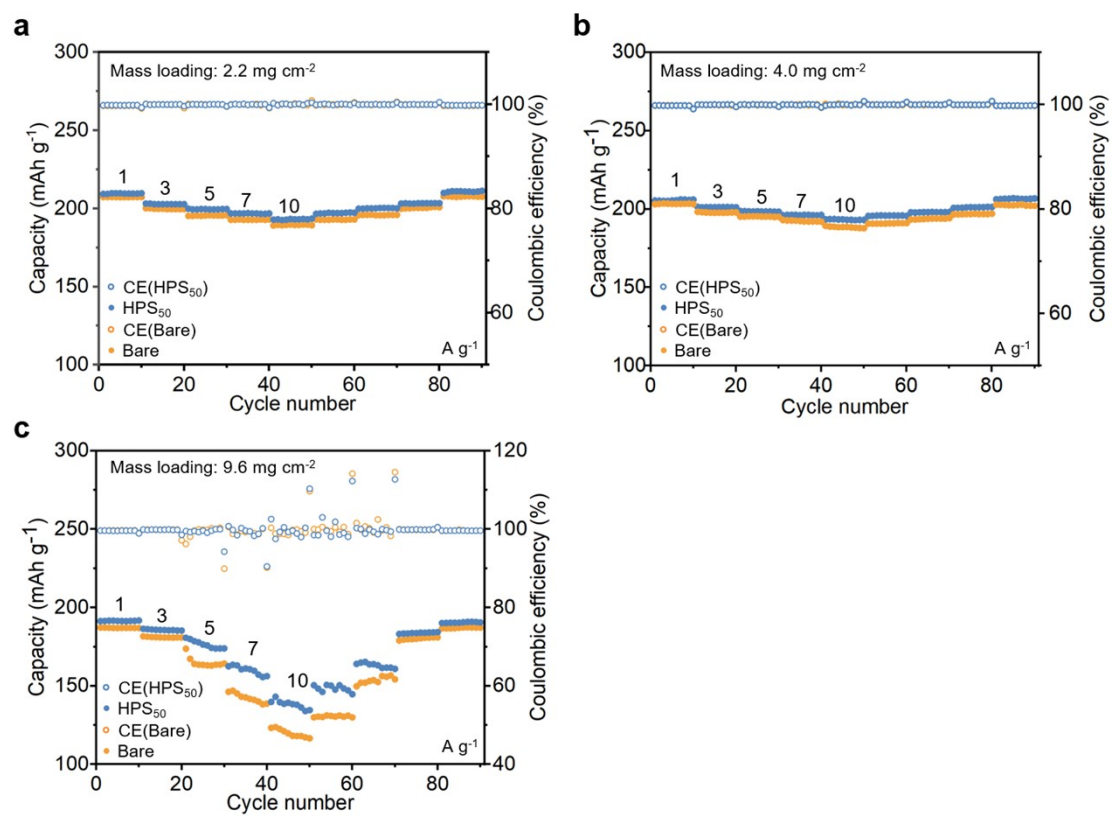 a
Mass loading: 2.2 mg cm⁻²
300
250
200
150
100
Capacity (mAh g⁻¹)
1 3 5 7 10
CE(HPS₅₀)
HPS₅₀
CE(Bare)
Bare
A g⁻¹
100
80
60
Coulombic efficiency (%)
0 20 40 60 80
Cycle number
b
Mass loading: 4.0 mg cm⁻²
300
250
200
150
100
Capacity (mAh g⁻¹)
1 3 5 7 10
CE(HPS₅₀)
HPS₅₀
CE(Bare)
Bare
A g⁻¹
100
80
60
Coulombic efficiency (%)
0 20 40 60 80
Cycle number
c
Mass loading: 9.6 mg cm⁻²
300
250
200
150
100
Capacity (mAh g⁻¹)
1 3 5 7 10
CE(HPS₅₀)
HPS₅₀
CE(Bare)
Bare
A g⁻¹
120
100
80
60
40
Coulombic efficiency (%)
0 20 40 60 80
Cycle number